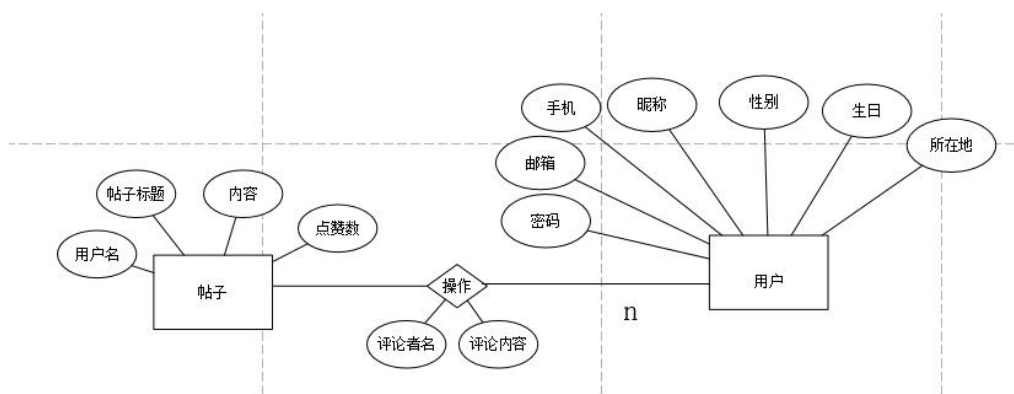 手机
昵称
性别
生日
所在地
邮箱
密码
帖子标题
内容
点赞数
用户名
帖子
操作
用户
n
评论者名
评论内容